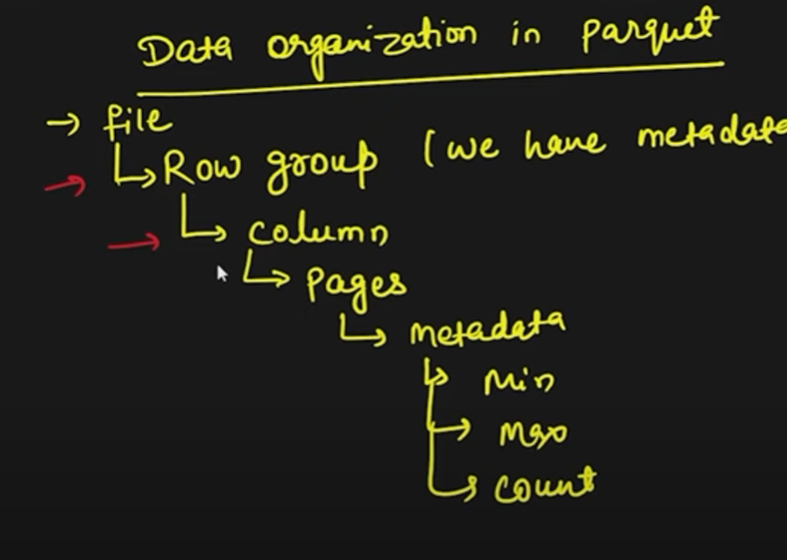 Data organization in parquet
→ file
↳ Row group (we have metadata
↳ column
↳ pages
↳ metadata
↳ Min
→ Max
↳ count